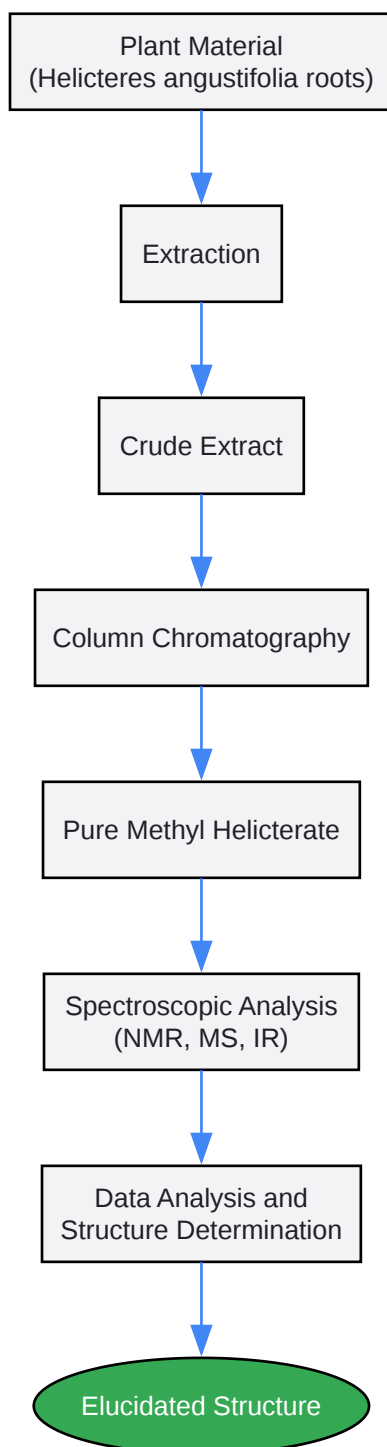 Plant Material
(Helicteres angustifolia roots)
Extraction
Crude Extract
Column Chromatography
Pure Methyl Helicterate
Spectroscopic Analysis
(NMR, MS, IR)
Data Analysis and
Structure Determination
Elucidated Structure